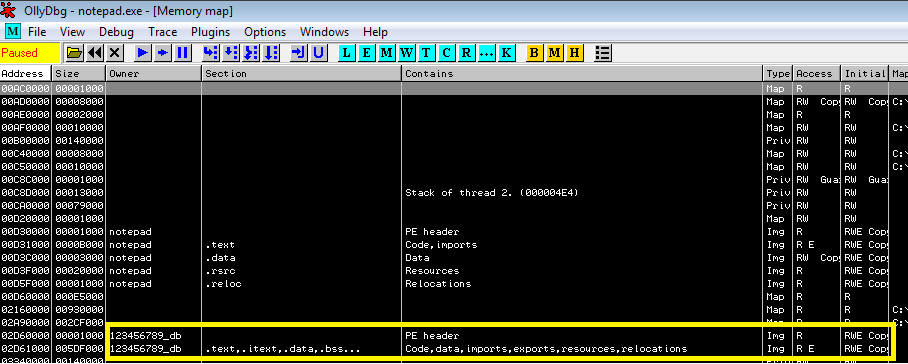 OllyDbg - notepad.exe - [Memory map]
M File View Debug Trace Plugins Options Windows Help
Paused L E M W T C R ... K B M H
Address Size Owner Section Contains Type Access Initial Map
00AC0000 00001000 Map R R
00AD0000 00008000 Map RW Cop RW C:\
00AE0000 00002000 Map R R
00AF0000 00010000 Map RW RW C:\
00B00000 00140000 Priv RW RW
00C40000 00008000 Map RW RW C:\
00C50000 00010000 Map RW RW C:\
00C8C000 00001000 Priv RW Gua RW Gua
00C8D000 00013000 Stack of thread 2. (000004E4) Priv RW RW
00CA0000 00079000 Priv RW RW
00D20000 00001000 Map RW RW
00D30000 00001000 notepad PE header Img R RWE Cop
00D31000 0000B000 notepad .text Code,imports Img R E RWE Cop
00D3C000 00003000 notepad .data Data Img RW Cop RWE Cop
00D3F000 00020000 notepad .rsrc Resources Img R RWE Cop
00D5F000 00001000 notepad .reloc Relocations Img R RWE Cop
00D60000 000E5000 Map R R
02160000 00930000 Map R R C:\
02A90000 002CF000 Map R R C:\
02D60000 00001000 123456789_db PE header Img R RWE Cop
02D61000 005DF000 123456789_db .text,.itext,.data,.bss... Code,data,imports,exports,resources,relocations Img R E RWE Cop